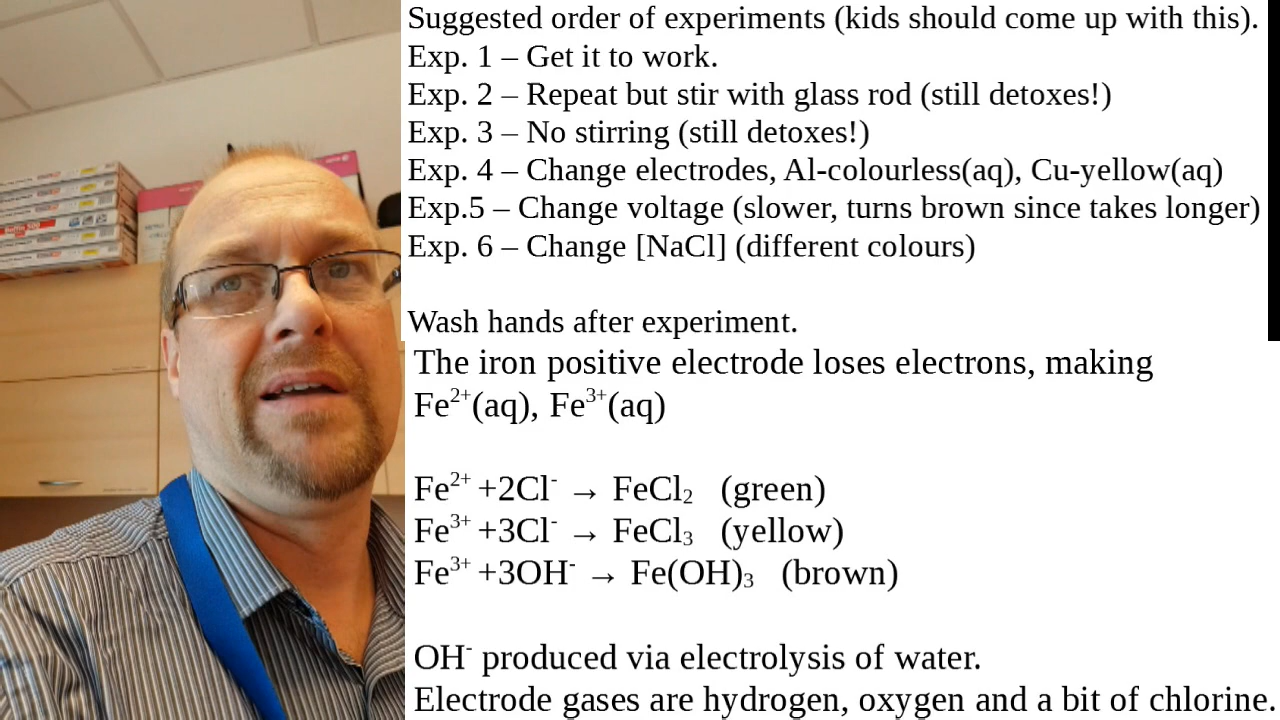 Suggested order of experiments (kids should come up with this).
Exp. 1 – Get it to work.
Exp. 2 – Repeat but stir with glass rod (still detoxes!)
Exp. 3 – No stirring (still detoxes!)
Exp. 4 – Change electrodes, Al-colourless(aq), Cu-yellow(aq)
Exp.5 – Change voltage (slower, turns brown since takes longer)
Exp. 6 – Change [NaCl] (different colours)
Wash hands after experiment.
The iron positive electrode loses electrons, making
Fe²⁺(aq), Fe³⁺(aq)
Fe²⁺ +2Cl⁻ → FeCl₂ (green)
Fe³⁺ +3Cl⁻ → FeCl₃ (yellow)
Fe³⁺ +3OH⁻ → Fe(OH)₃ (brown)
OH⁻ produced via electrolysis of water.
Electrode gases are hydrogen, oxygen and a bit of chlorine.